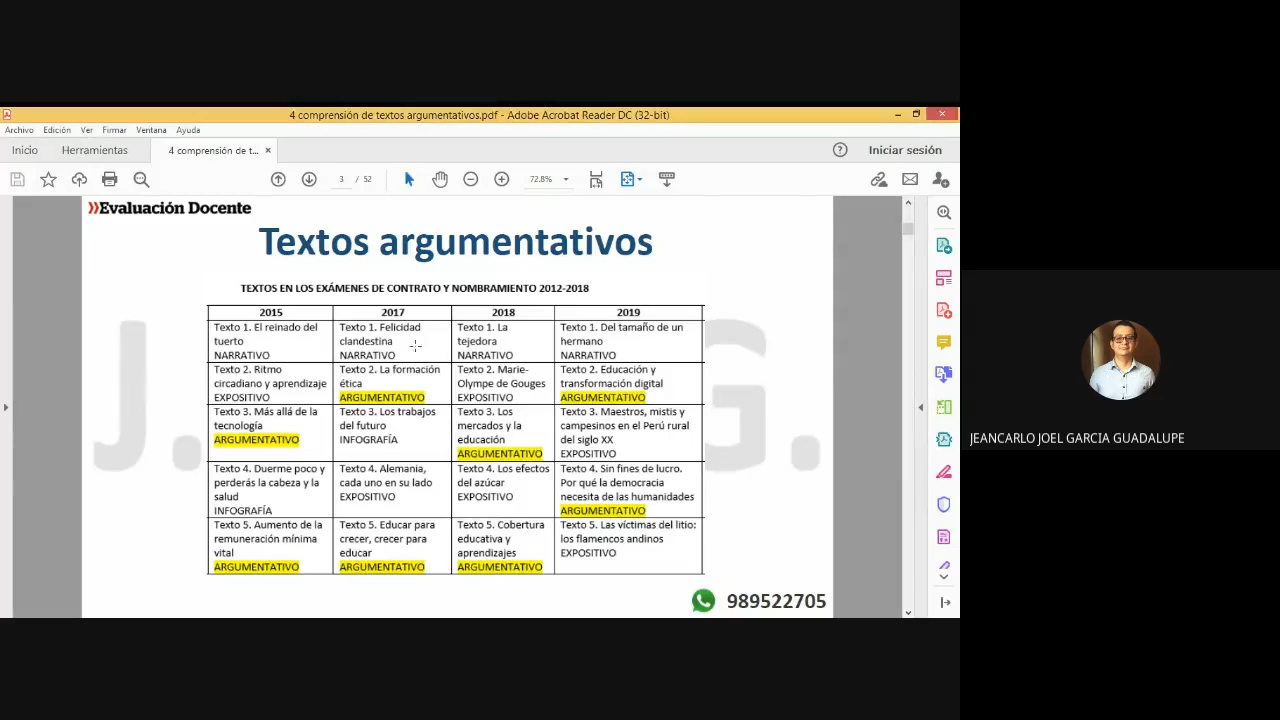 4 comprensión de textos argumentativos.pdf - Adobe Acrobat Reader DC (32-bit)
Archivo Edición Ver Firmar Ventana Ayuda
Inicio Herramientas 4 comprensión de t... × Iniciar sesión
3 / 52 72.8%
»Evaluación Docente
Textos argumentativos
TEXTOS EN LOS EXÁMENES DE CONTRATO Y NOMBRAMIENTO 2012-2018
2015 2017 2018 2019
Texto 1. El reinado del
tuerto
NARRATIVO
Texto 1. Felicidad
clandestina
NARRATIVO
Texto 1. La
tejedora
NARRATIVO
Texto 1. Del tamaño de un
hermano
NARRATIVO
Texto 2. Ritmo
circadiano y aprendizaje
EXPOSITIVO
Texto 2. La formación
ética
ARGUMENTATIVO
Texto 2. Marie-
Olympe de Gouges
EXPOSITIVO
Texto 2. Educación y
transformación digital
ARGUMENTATIVO
Texto 3. Más allá de la
tecnología
ARGUMENTATIVO
Texto 3. Los trabajos
del futuro
INFOGRAFÍA
Texto 3. Los
mercados y la
educación
ARGUMENTATIVO
Texto 3. Maestros, mistis y
campesinos en el Perú rural
del siglo XX
EXPOSITIVO
Texto 4. Duerme poco y
perderás la cabeza y la
salud
INFOGRAFÍA
Texto 4. Alemania,
cada uno en su lado
EXPOSITIVO
Texto 4. Los efectos
del azúcar
EXPOSITIVO
Texto 4. Sin fines de lucro.
Por qué la democracia
necesita de las humanidades
ARGUMENTATIVO
Texto 5. Aumento de la
remuneración mínima
vital
ARGUMENTATIVO
Texto 5. Educar para
crecer, crecer para
educar
ARGUMENTATIVO
Texto 5. Cobertura
educativa y
aprendizajes
ARGUMENTATIVO
Texto 5. Las víctimas del litio:
los flamencos andinos
EXPOSITIVO
989522705
JEANCARLO JOEL GARCIA GUADALUPE